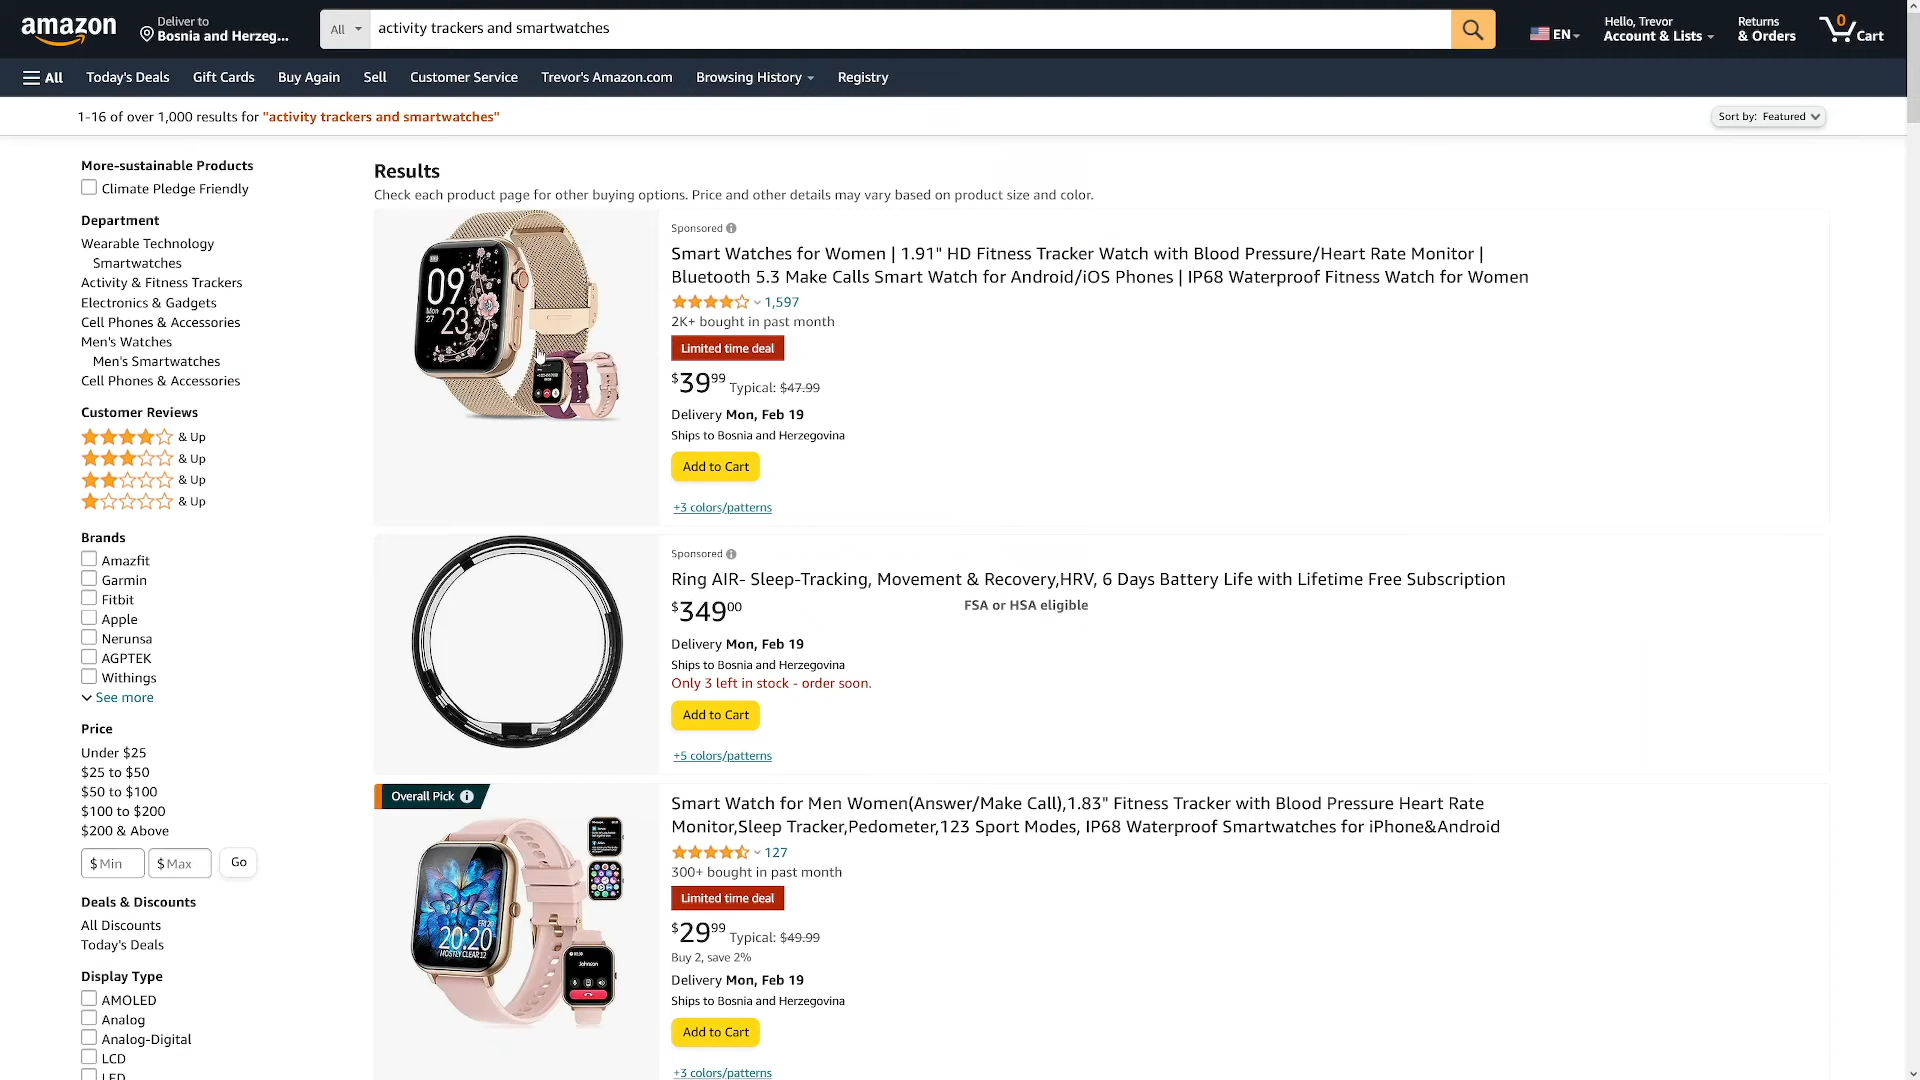 amazon
Deliver to
Bosnia and Herzeg...
All
activity trackers and smartwatches
EN
Hello, Trevor
Account & Lists
Returns
& Orders
0
Cart
All
Today's Deals
Gift Cards
Buy Again
Sell
Customer Service
Trevor's Amazon.com
Browsing History
Registry
1-16 of over 1,000 results for "activity trackers and smartwatches"
Sort by: Featured
More-sustainable Products
Climate Pledge Friendly
Department
Wearable Technology
Smartwatches
Activity & Fitness Trackers
Electronics & Gadgets
Cell Phones & Accessories
Men's Watches
Men's Smartwatches
Cell Phones & Accessories
Customer Reviews
& Up
& Up
& Up
& Up
Brands
Amazfit
Garmin
Fitbit
Apple
Nerunsa
AGPTEK
Withings
See more
Price
Under $25
$25 to $50
$50 to $100
$100 to $200
$200 & Above
$ Min
$ Max
Go
Deals & Discounts
All Discounts
Today's Deals
Display Type
AMOLED
Analog
Analog-Digital
LCD
LED
Results
Check each product page for other buying options. Price and other details may vary based on product size and color.
09
Mon
27
23
Sponsored
Smart Watches for Women | 1.91" HD Fitness Tracker Watch with Blood Pressure/Heart Rate Monitor |
Bluetooth 5.3 Make Calls Smart Watch for Android/iOS Phones | IP68 Waterproof Fitness Watch for Women
1,597
2K+ bought in past month
Limited time deal
$39.99 Typical: $47.99
Delivery Mon, Feb 19
Ships to Bosnia and Herzegovina
Add to Cart
+3 colors/patterns
Sponsored
Ring AIR- Sleep-Tracking, Movement & Recovery,HRV, 6 Days Battery Life with Lifetime Free Subscription
$349.00
FSA or HSA eligible
Delivery Mon, Feb 19
Ships to Bosnia and Herzegovina
Only 3 left in stock - order soon.
Add to Cart
+5 colors/patterns
Overall Pick
FRI 20
20:20
MOSTLY CLEAR 12
Johnson
Smart Watch for Men Women(Answer/Make Call),1.83" Fitness Tracker with Blood Pressure Heart Rate
Monitor,Sleep Tracker,Pedometer,123 Sport Modes, IP68 Waterproof Smartwatches for iPhone&Android
127
300+ bought in past month
Limited time deal
$29.99 Typical: $49.99
Buy 2, save 2%
Delivery Mon, Feb 19
Ships to Bosnia and Herzegovina
Add to Cart
+3 colors/patterns